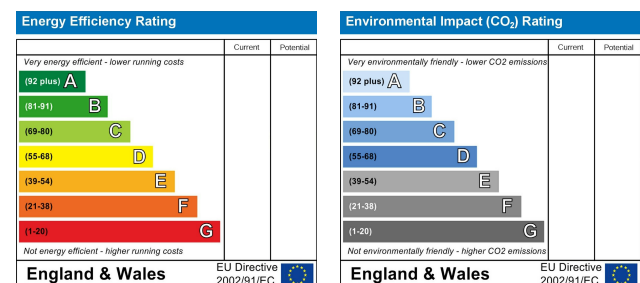 Energy Efficiency Rating
Current Potential
Very energy efficient - lower running costs
(92 plus) A
(81-91) B
(69-80) C
(55-68) D
(39-54) E
(21-38) F
(1-20) G
Not energy efficient - higher running costs
England & Wales
EU Directive
2002/91/EC
Environmental Impact (CO₂) Rating
Current Potential
Very environmentally friendly - lower CO2 emissions
(92 plus) A
(81-91) B
(69-80) C
(55-68) D
(39-54) E
(21-38) F
(1-20) G
Not environmentally friendly - higher CO2 emissions
England & Wales
EU Directive
2002/91/EC